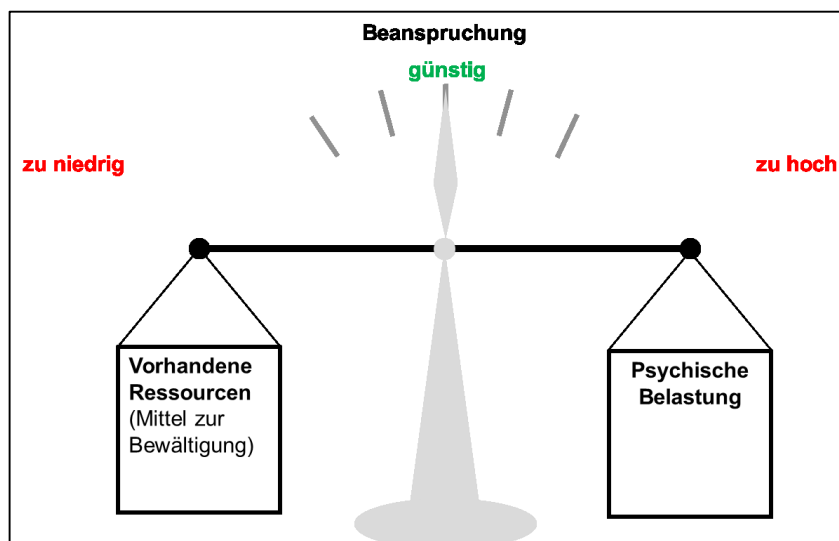 Beanspruchung
günstig
zu niedrig
zu hoch
Vorhandene
Ressourcen
(Mittel zur
Bewältigung)
Psychische
Belastung